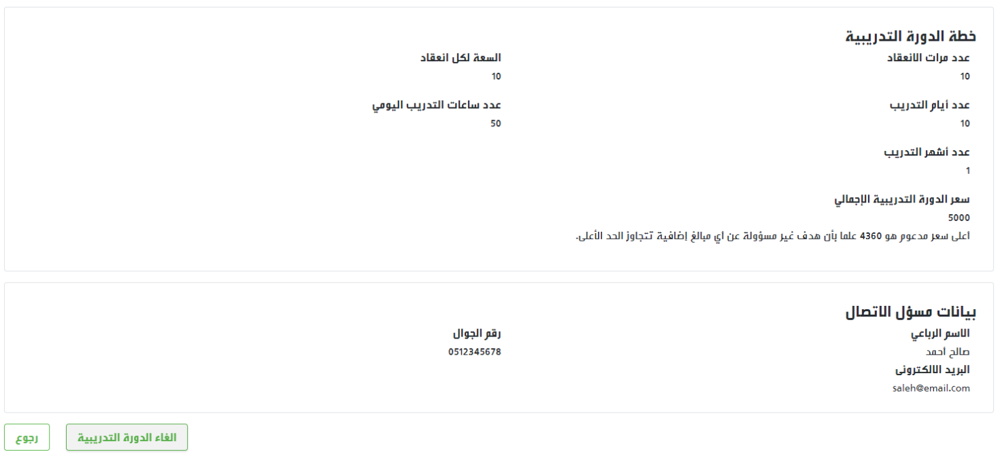 خطة الدورة التدريبية
عدد مرات الانعقاد
السعة لكل انعقاد
10
10
عدد أيام التدريب
عدد ساعات التدريب اليومي
10
50
عدد أشهر التدريب
1
سعر الدورة التدريبية الإجمالي
5000
أعلى سعر مدعوم هو 4360 علما بأن هدف غير مسؤولة عن أي مبالغ إضافية تتجاوز الحد الأعلى.
بيانات مسؤل الاتصال
الاسم الرباعي
رقم الجوال
صالح أحمد
0512345678
البريد الالكترونى
saleh@email.com
الغاء الدورة التدريبية
رجوع